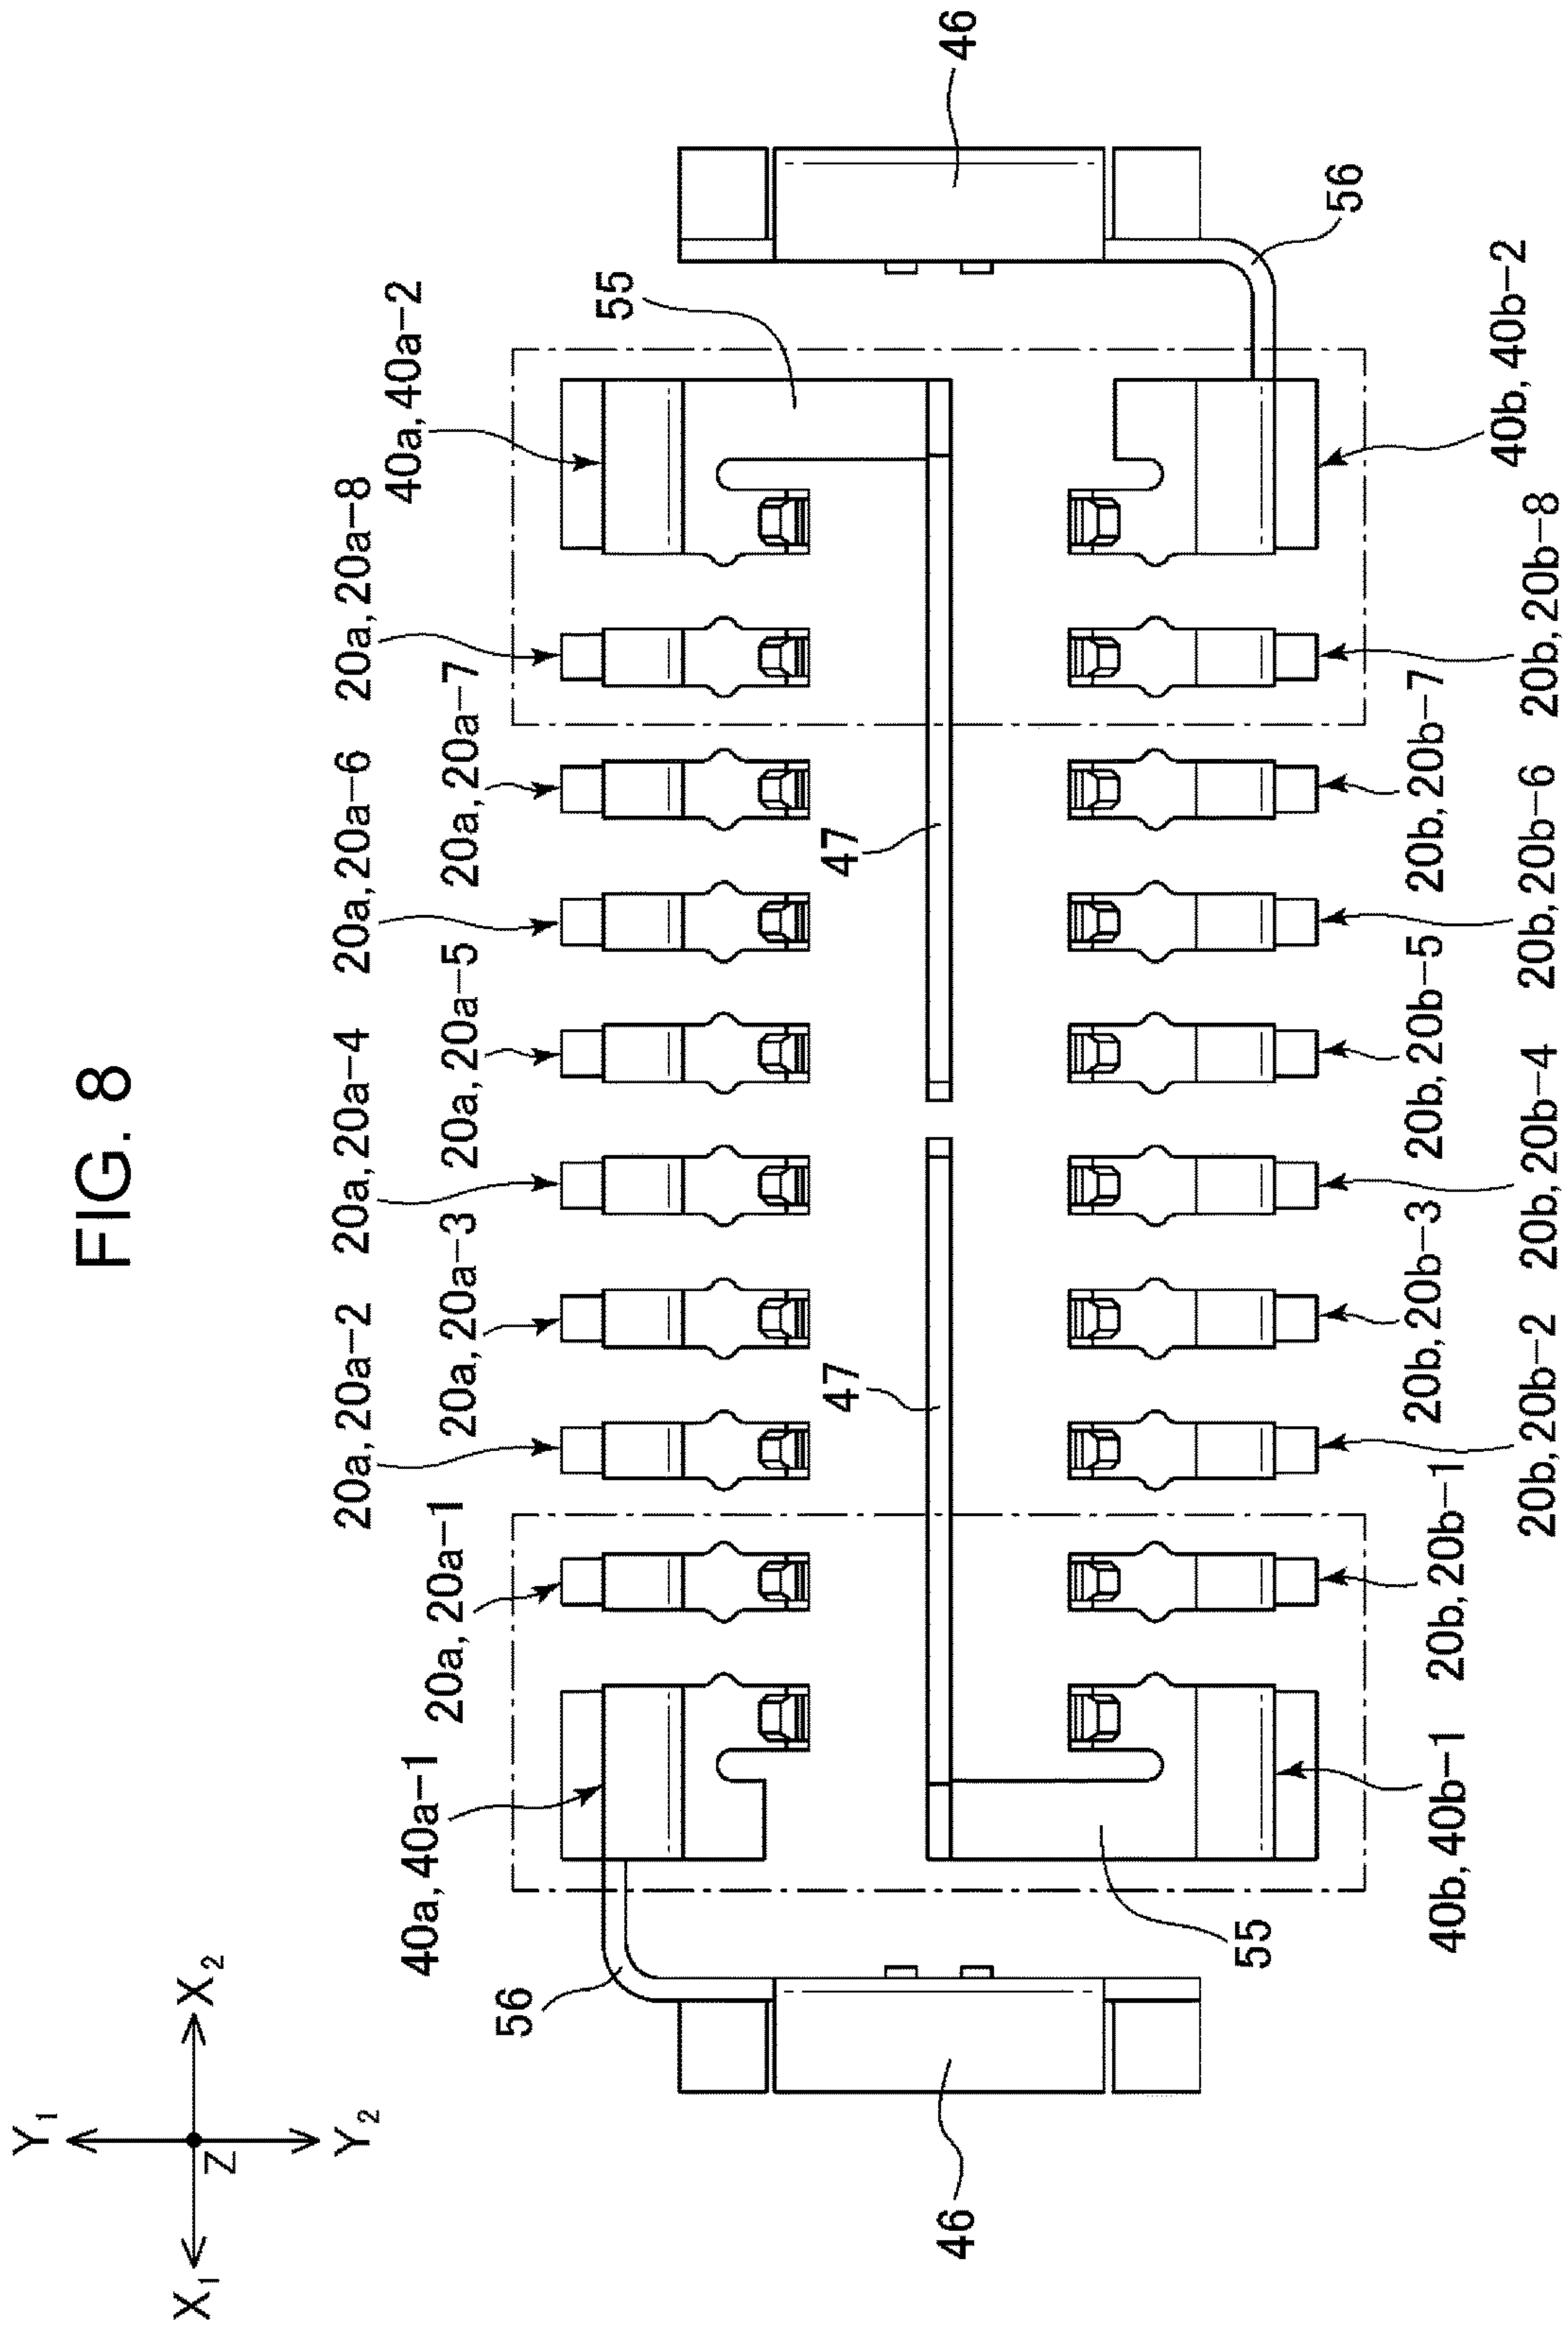 FIG. 8
Y1
X1
X2
Z
Y2
20a, 20a-2
20a, 20a-4
20a, 20a-6
20a, 20a-8
40a, 40a-1
20a, 20a-1
20a, 20a-3
20a, 20a-5
20a, 20a-7
40a, 40a-2
56
55
47
47
46
46
55
56
40b, 40b-1
20b, 20b-1
20b, 20b-3
20b, 20b-5
20b, 20b-7
40b, 40b-2
20b, 20b-2
20b, 20b-4
20b, 20b-6
20b, 20b-8